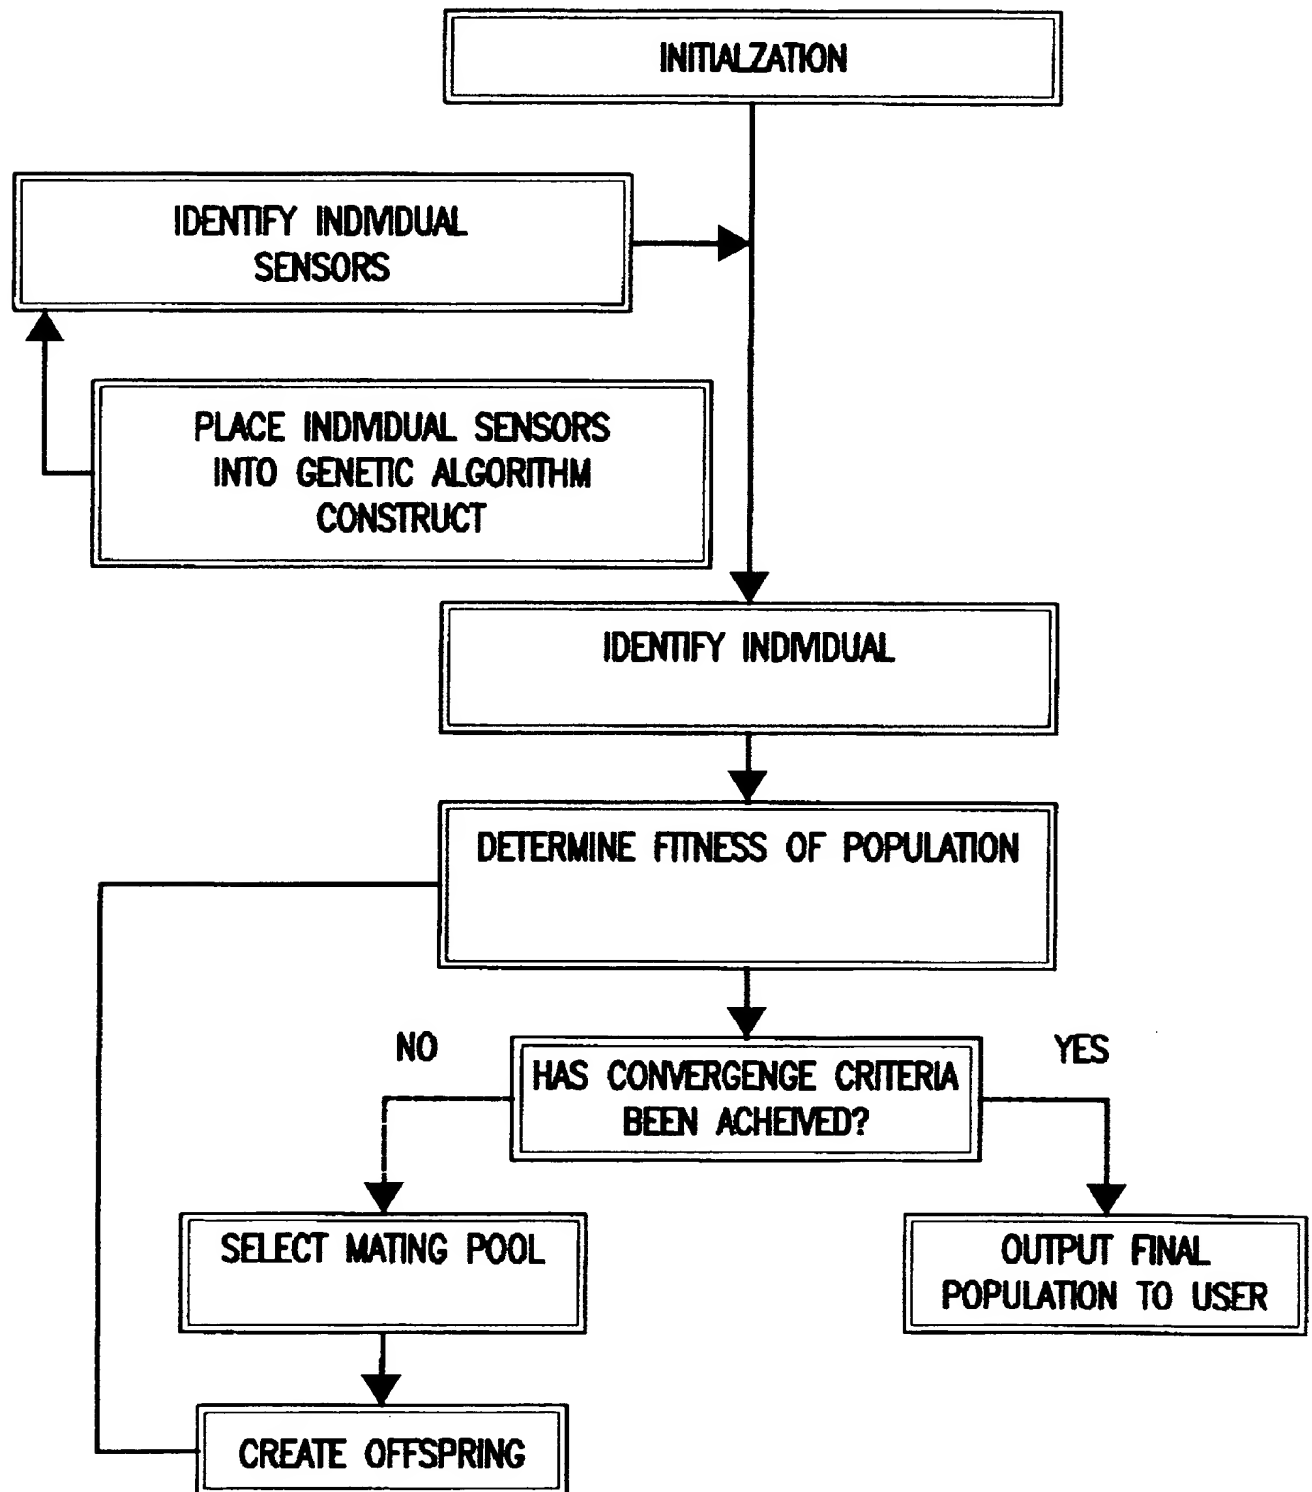 INITIALZATION
IDENTIFY INDIVIDUAL
SENSORS
PLACE INDIVIDUAL SENSORS
INTO GENETIC ALGORITHM
CONSTRUCT
IDENTIFY INDIVIDUAL
DETERMINE FITNESS OF POPULATION
NO
YES
HAS CONVERGENCE CRITERIA
BEEN ACHEIVED?
SELECT MATING POOL
OUTPUT FINAL
POPULATION TO USER
CREATE OFFSPRING